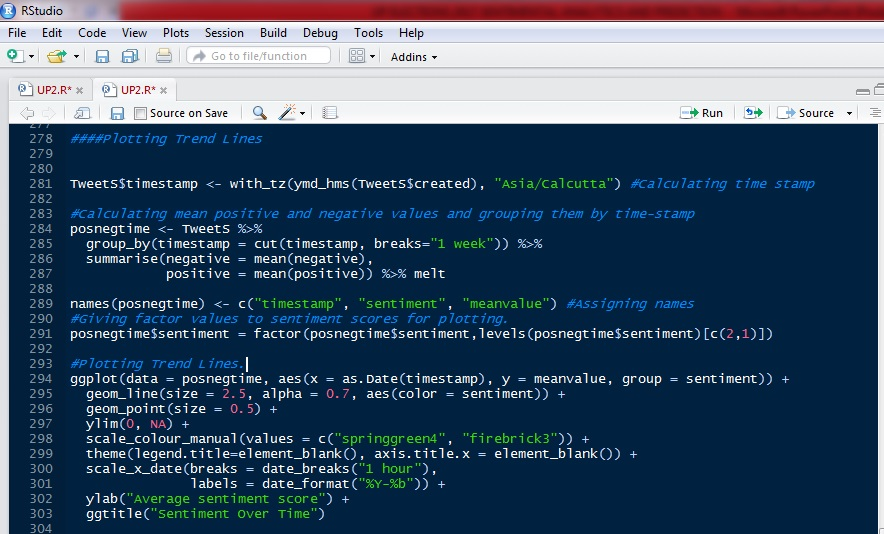 RStudio
File Edit Code View Plots Session Build Debug Tools Help
Go to file/function Addins
UP2.R* UP2.R*
Source on Save Run Source
277
278 ####Plotting Trend Lines
279
280
281 TweetS$timestamp <- with_tz(ymd_hms(TweetS$created), "Asia/Calcutta") #Calculating time stamp
282
283 #Calculating mean positive and negative values and grouping them by time-stamp
284 posnegtime <- TweetS %>%
285 group_by(timestamp = cut(timestamp, breaks="1 week")) %>%
286 summarise(negative = mean(negative),
287 positive = mean(positive)) %>% melt
288
289 names(posnegtime) <- c("timestamp", "sentiment", "meanvalue") #Assigning names
290 #Giving factor values to sentiment scores for plotting.
291 posnegtime$sentiment = factor(posnegtime$sentiment,levels(posnegtime$sentiment)[c(2,1)])
292
293 #Plotting Trend Lines.
294 ggplot(data = posnegtime, aes(x = as.Date(timestamp), y = meanvalue, group = sentiment)) +
295 geom_line(size = 2.5, alpha = 0.7, aes(color = sentiment)) +
296 geom_point(size = 0.5) +
297 ylim(0, NA) +
298 scale_colour_manual(values = c("springgreen4", "firebrick3")) +
299 theme(legend.title=element_blank(), axis.title.x = element_blank()) +
300 scale_x_date(breaks = date_breaks("1 hour"),
301 labels = date_format("%Y-%b")) +
302 ylab("Average sentiment score") +
303 ggtitle("Sentiment Over Time")
304